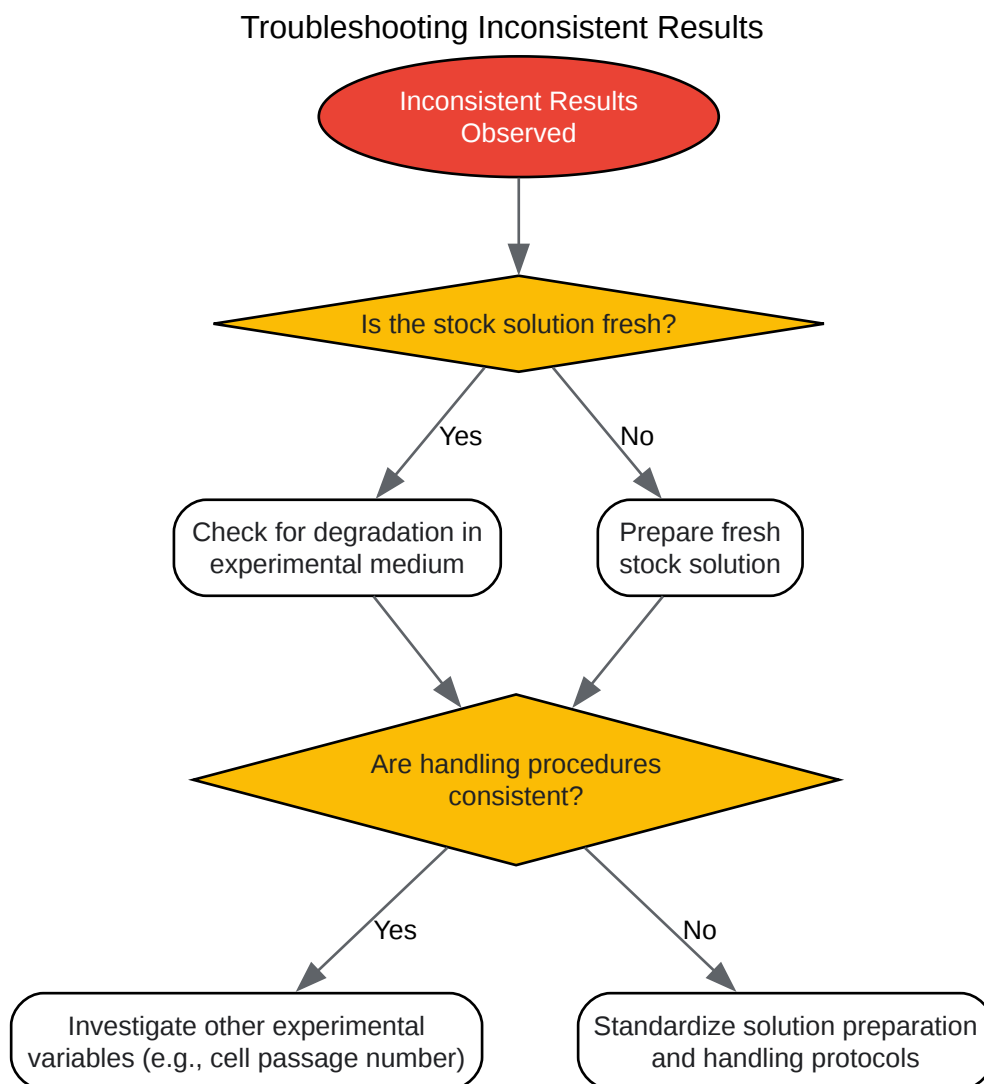 Troubleshooting Inconsistent Results
Inconsistent Results
Observed
Is the stock solution fresh?
Yes
No
Check for degradation in
experimental medium
Prepare fresh
stock solution
Are handling procedures
consistent?
Yes
No
Investigate other experimental
variables (e.g., cell passage number)
Standardize solution preparation
and handling protocols